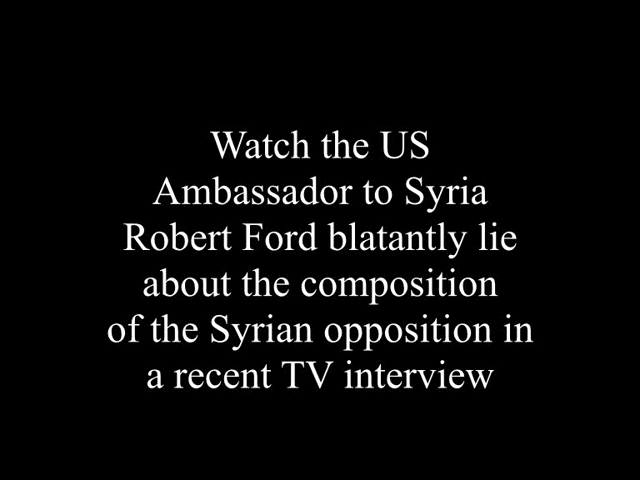 Watch the US
Ambassador to Syria
Robert Ford blatantly lie
about the composition
of the Syrian opposition in
a recent TV interview